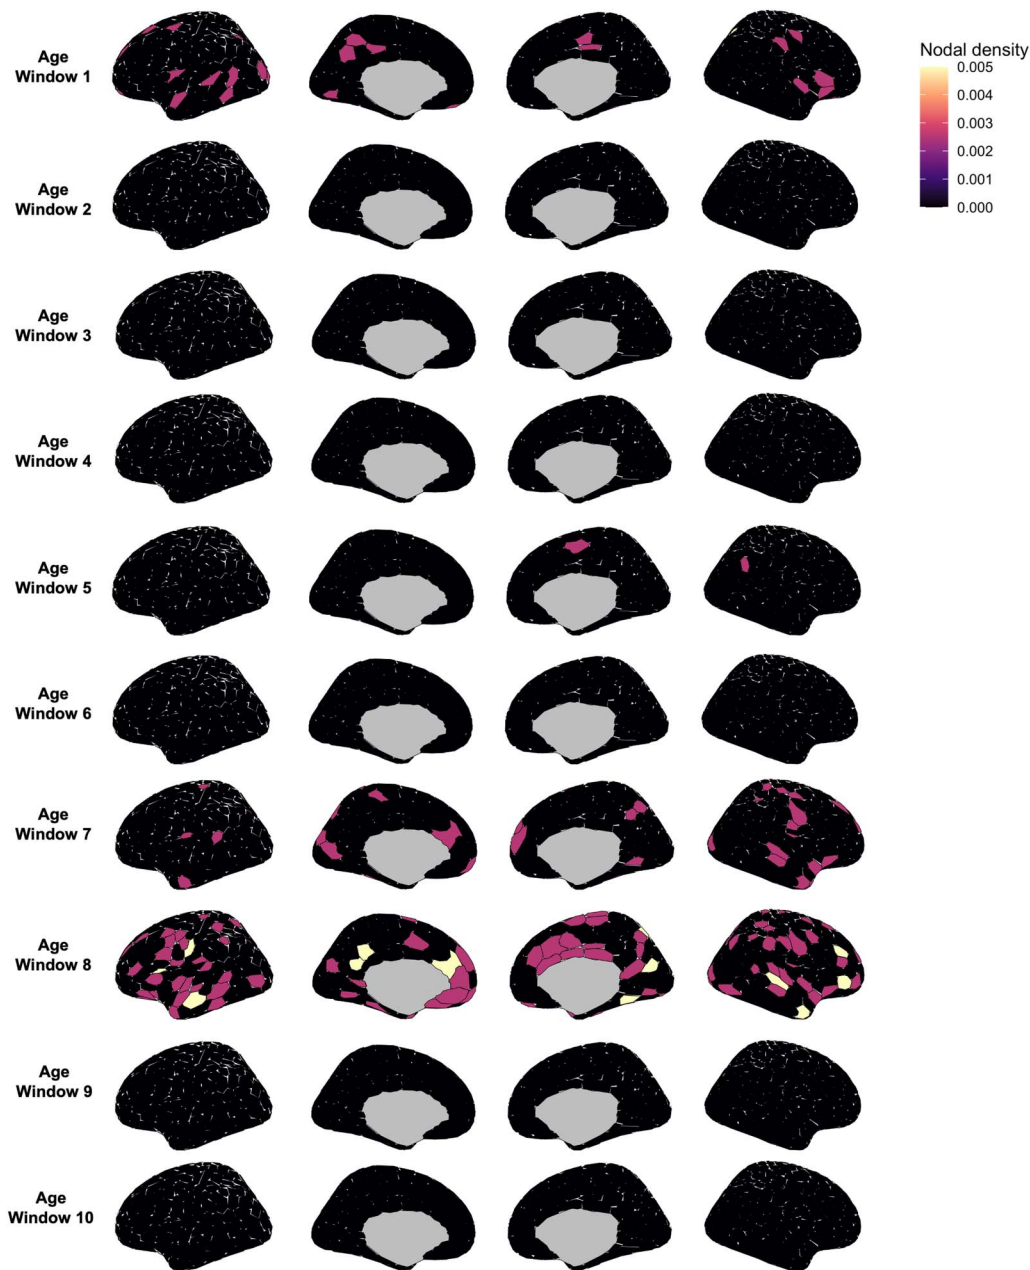 Age
Window 1
Nodal density
0.005
0.004
0.003
0.002
0.001
0.000
Age
Window 2
Age
Window 3
Age
Window 4
Age
Window 5
Age
Window 6
Age
Window 7
Age
Window 8
Age
Window 9
Age
Window 10